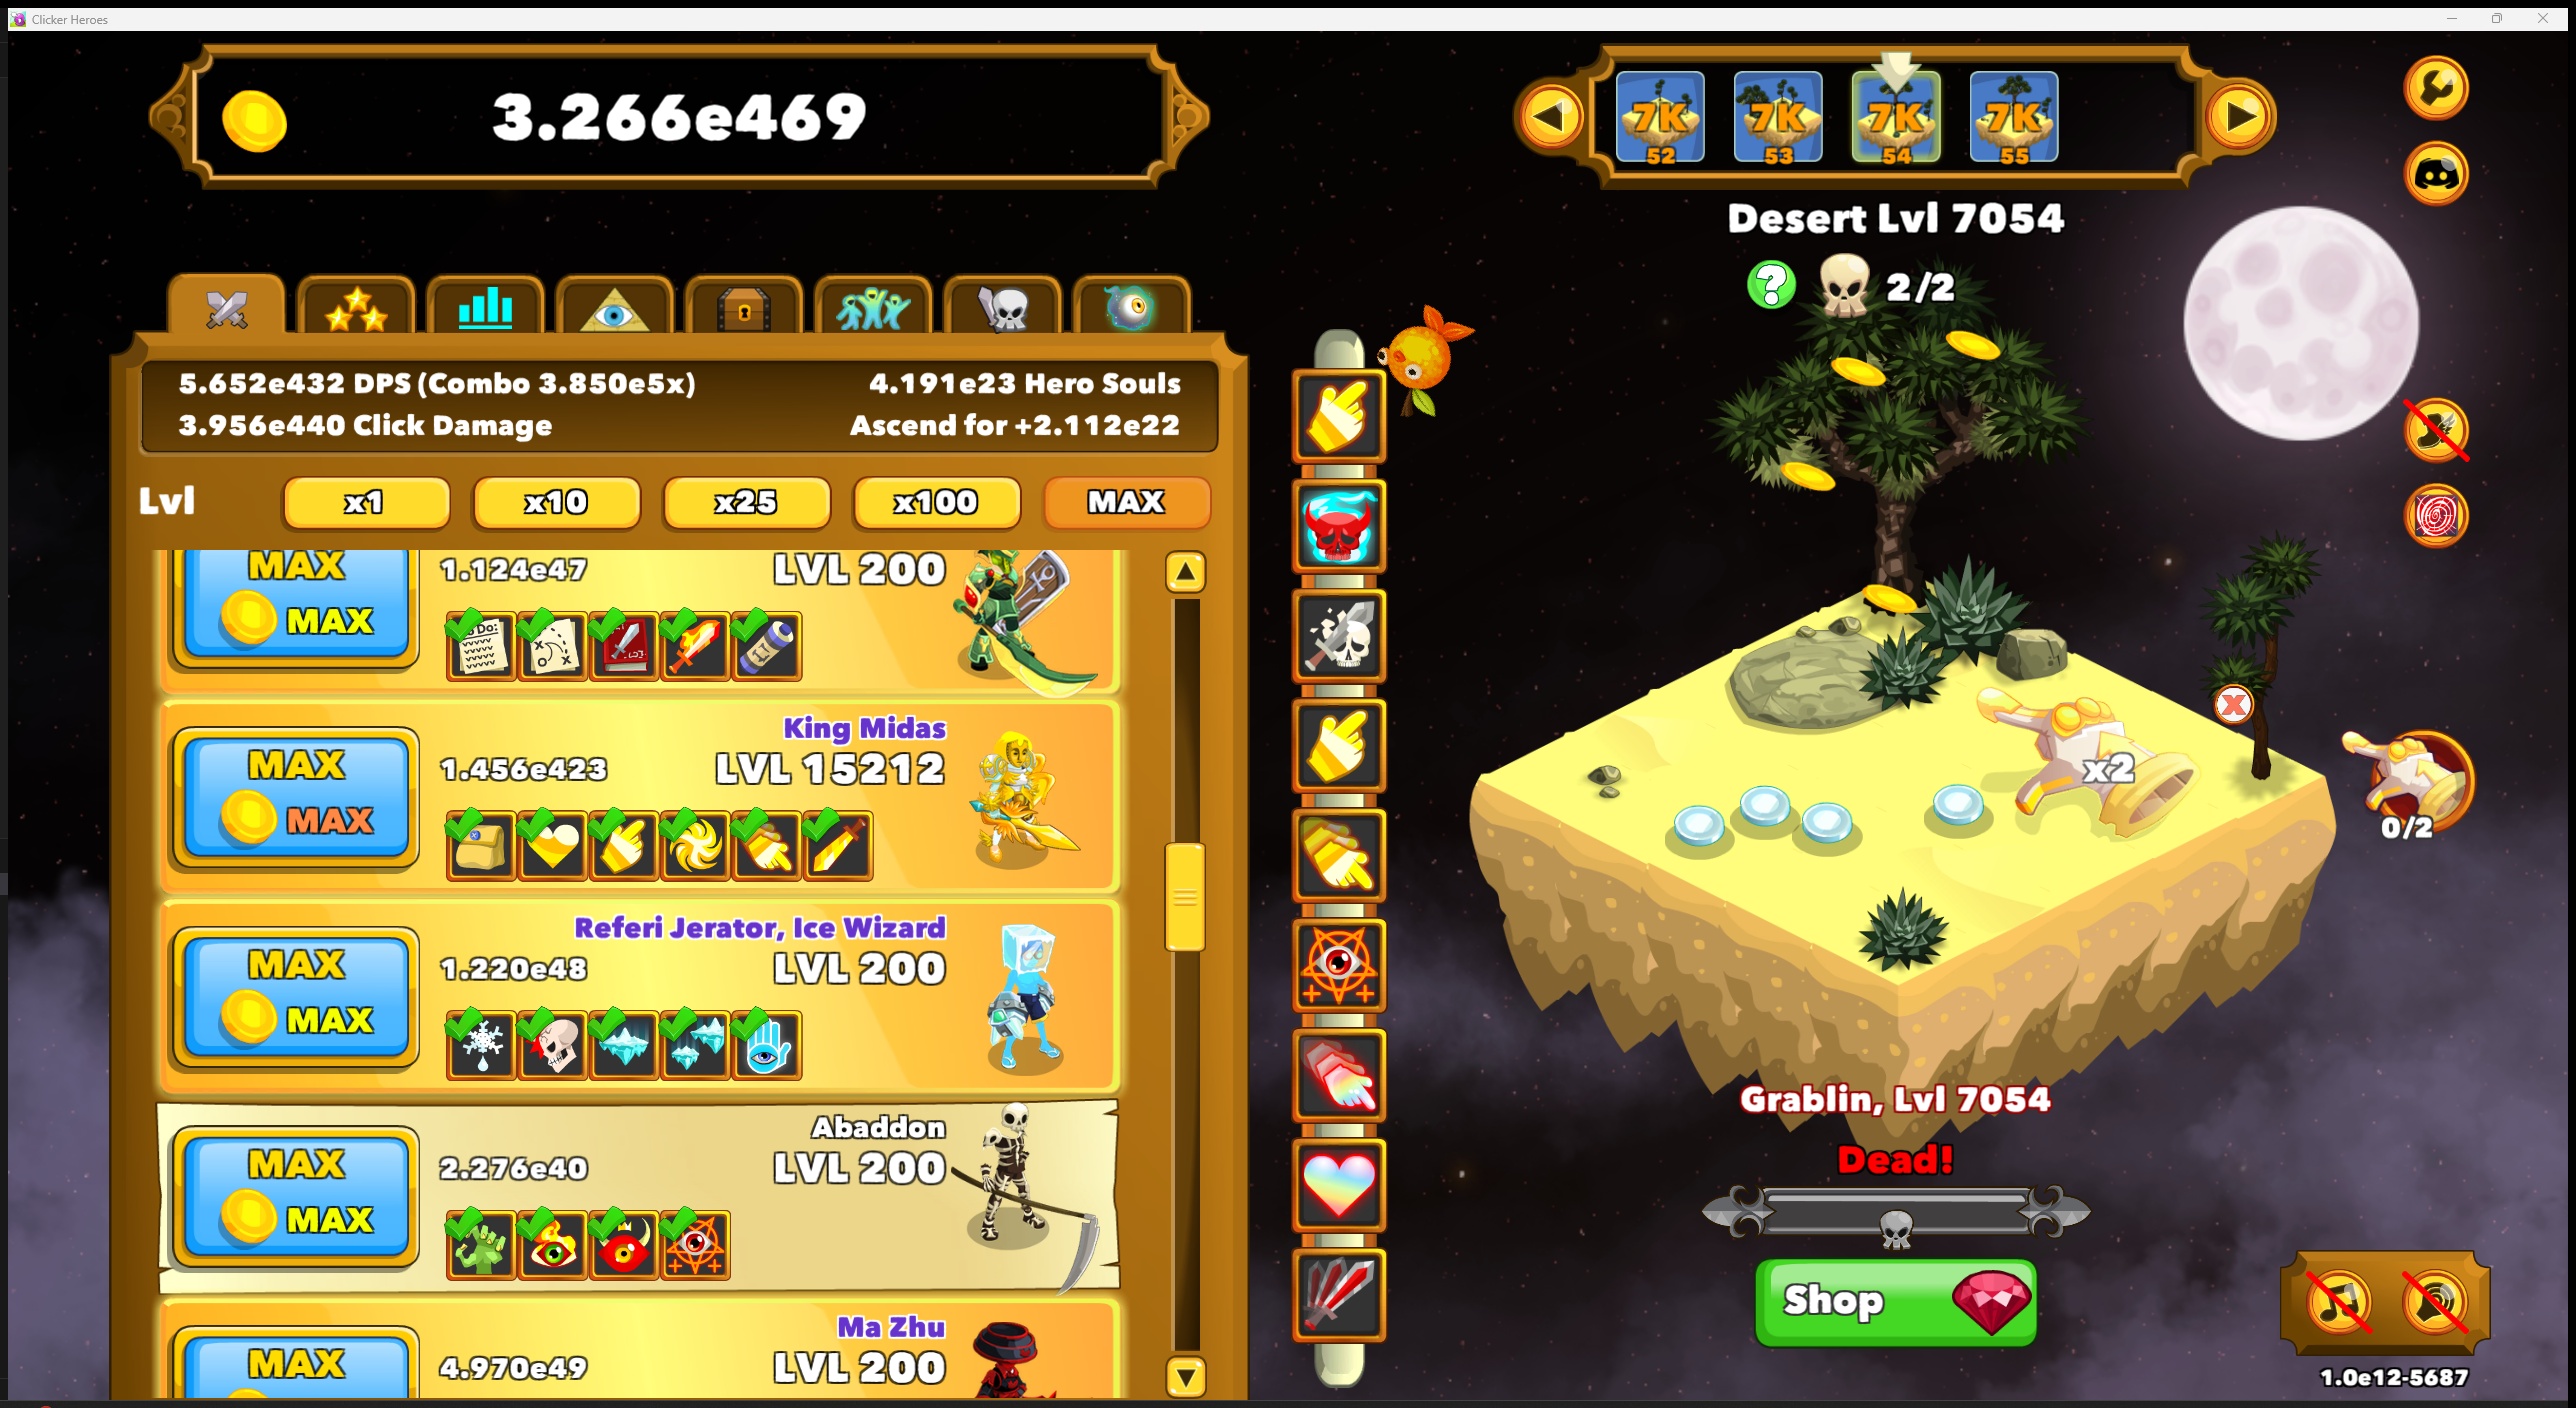 Clicker Heroes
3.266e469
7K
52
7K
53
7K
54
7K
55
Desert Lvl 7054
2/2
5.652e432 DPS (Combo 3.850e5x)
4.191e23 Hero Souls
3.956e440 Click Damage
Ascend for +2.112e22
Lvl
x1
x10
x25
x100
MAX
MAX
MAX
1.124e47
LVL 200
Do:
King Midas
MAX
MAX
1.456e423
LVL 15212
Referi Jerator, Ice Wizard
MAX
MAX
1.220e48
LVL 200
Abaddon
MAX
MAX
2.276e40
LVL 200
Ma Zhu
MAX
4.970e49
LVL 200
x2
X
0/2
Grablin, Lvl 7054
Dead!
Shop
1.0e12-5687